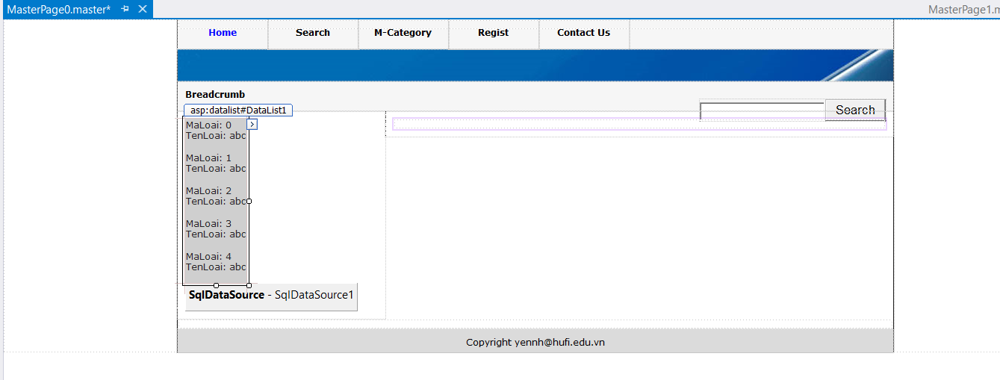 MasterPage0.master*
MasterPage1.m
Home Search M-Category Regist Contact Us
Breadcrumb
asp:datalist#DataList1
Search
MaLoai: 0
TenLoai: abc
MaLoai: 1
TenLoai: abc
MaLoai: 2
TenLoai: abc
MaLoai: 3
TenLoai: abc
MaLoai: 4
TenLoai: abc
SqlDataSource - SqlDataSource1
Copyright yennh@hufi.edu.vn